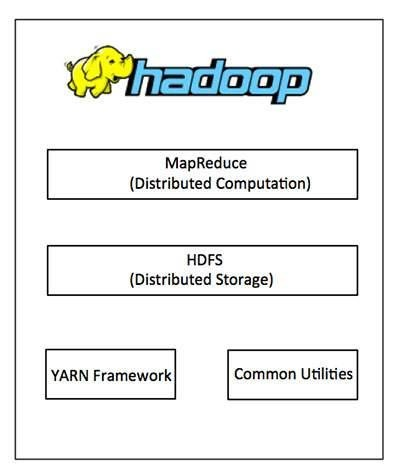 hadoop
MapReduce
(Distributed Computation)
HDFS
(Distributed Storage)
YARN Framework
Common Utilities